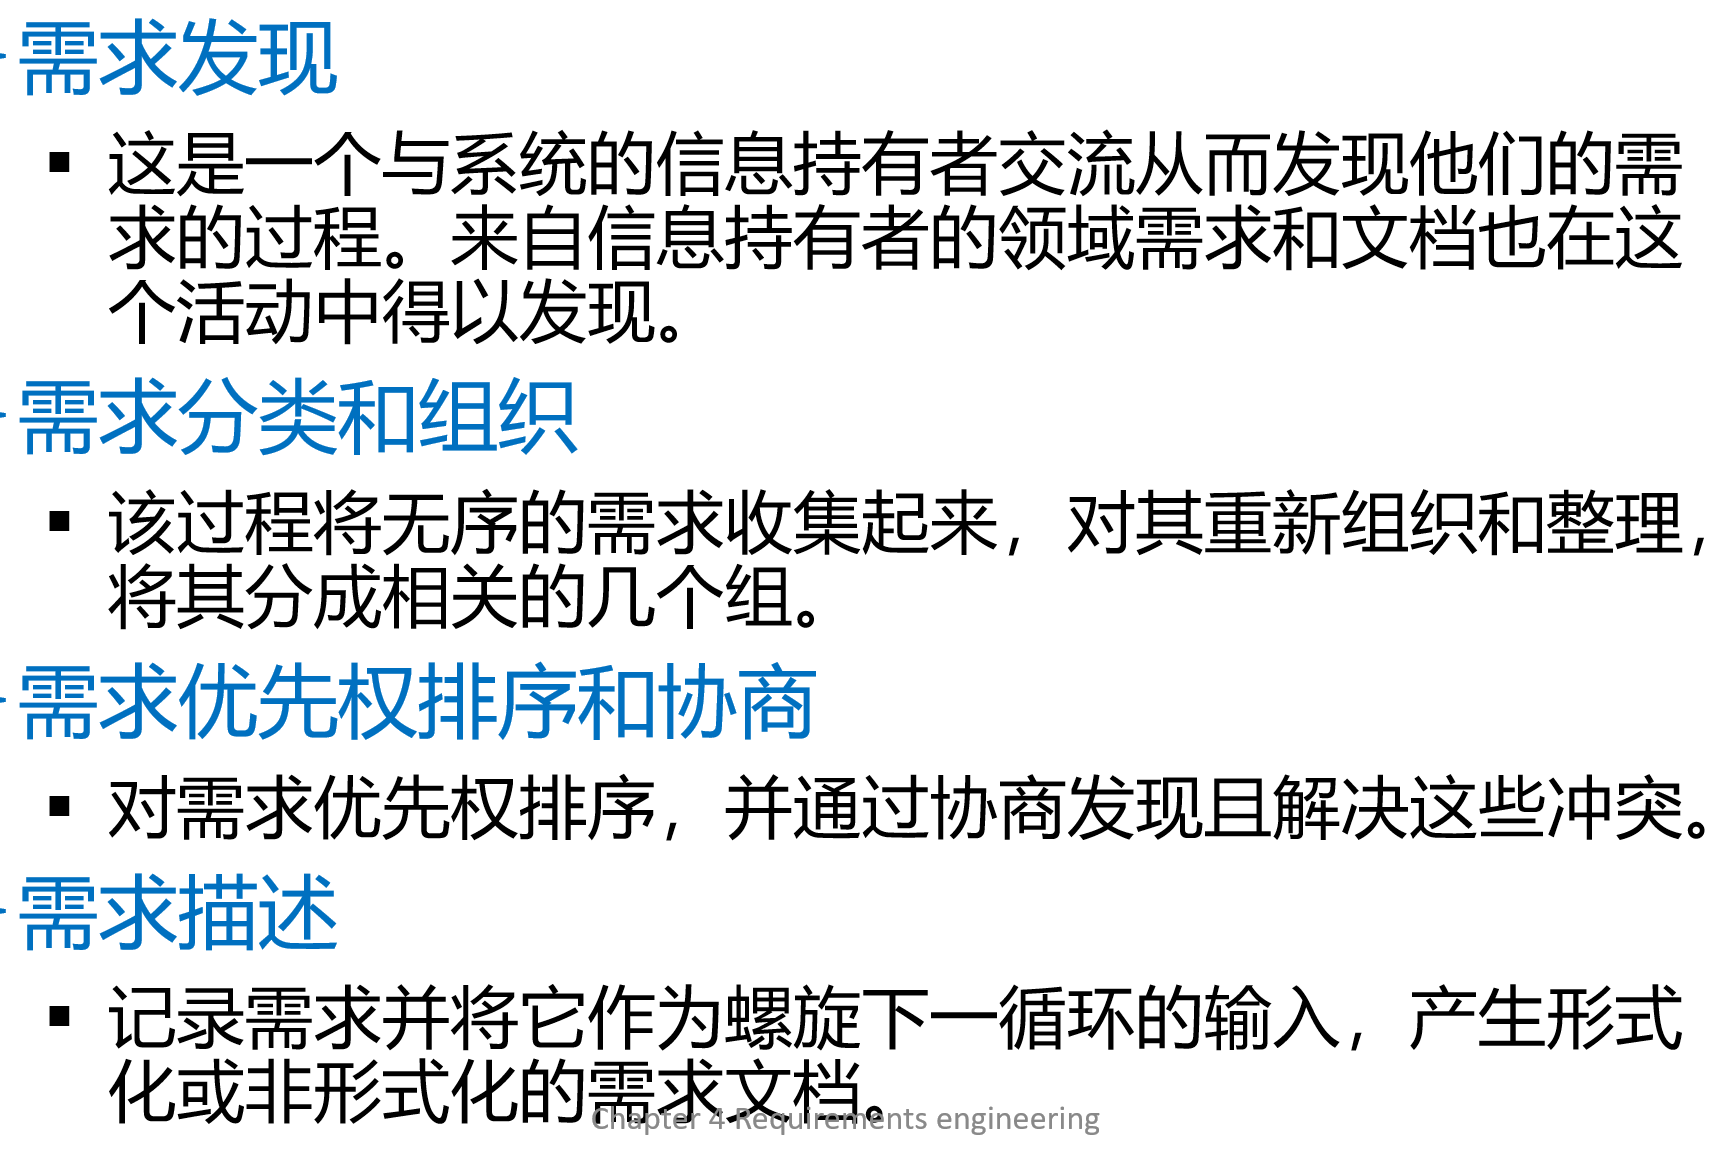 需求发现
▪ 这是一个与系统的信息持有者交流从而发现他们的需
求的过程。来自信息持有者的领域需求和文档也在这
个活动中得以发现。
需求分类和组织
▪ 该过程将无序的需求收集起来，对其重新组织和整理，
将其分成相关的几个组。
需求优先权排序和协商
▪ 对需求优先权排序，并通过协商发现且解决这些冲突。
需求描述
▪ 记录需求并将它作为螺旋下一循环的输入，产生形式
化或非形式化的需求文档。
Chapter 4 Requirements engineering